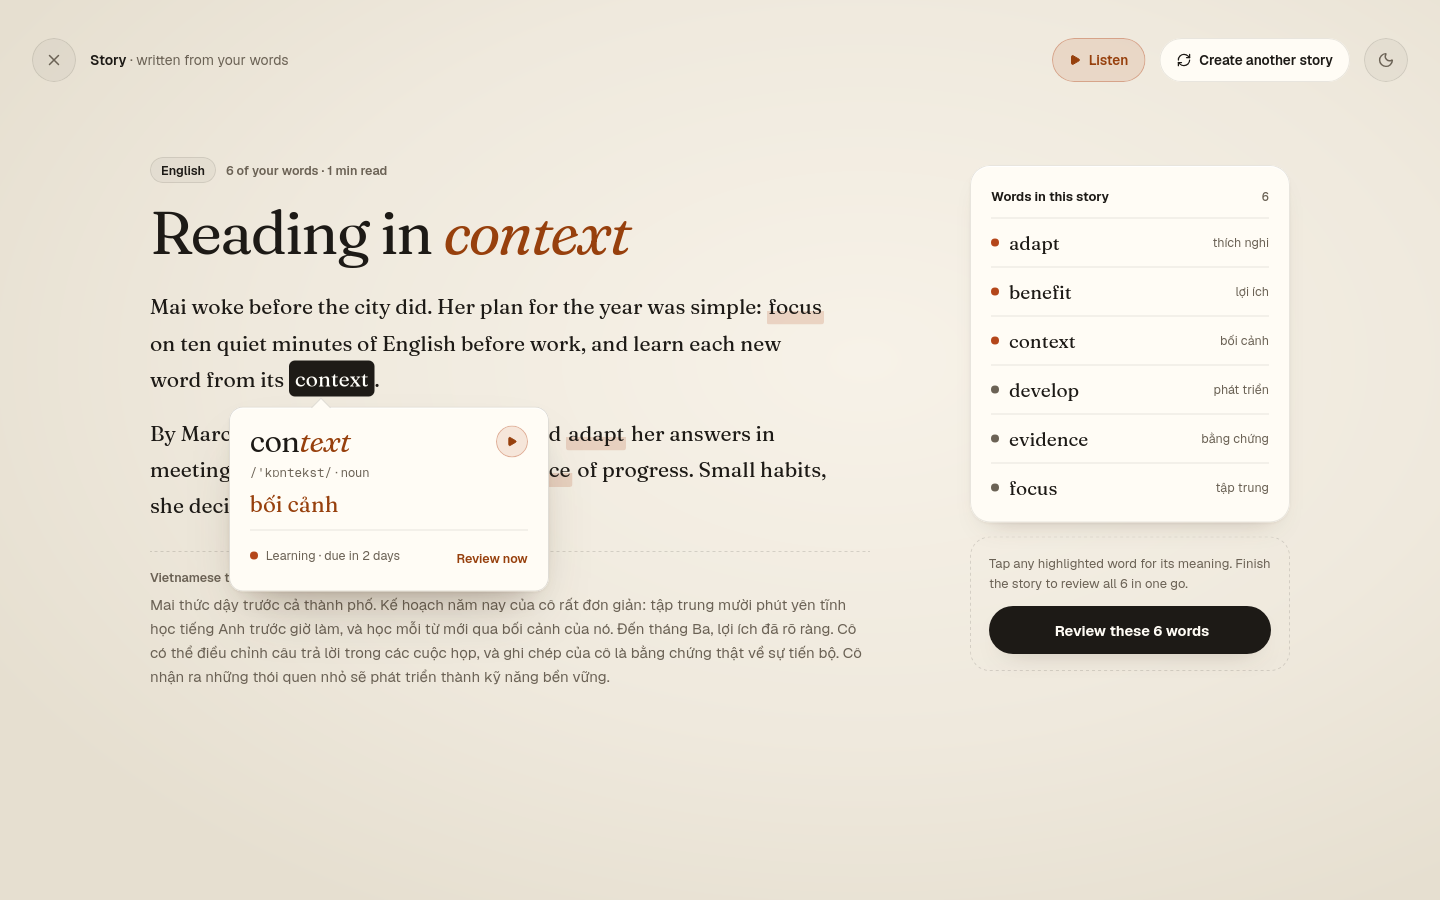 Story · written from your words
Listen
Create another story
English
6 of your words · 1 min read
Reading in context
Mai woke before the city did. Her plan for the year was simple: focus
on ten quiet minutes of English before work, and learn each new
word from its context.
By Marc
d adapt her answers in
meeting
ce of progress. Small habits,
she deci
context
/ˈkɒntekst/ · noun
bối cảnh
Learning · due in 2 days
Review now
Vietnamese t
Mai thức dậy trước cả thành phố. Kế hoạch năm nay của cô rất đơn giản: tập trung mười phút yên tĩnh
học tiếng Anh trước giờ làm, và học mỗi từ mới qua bối cảnh của nó. Đến tháng Ba, lợi ích đã rõ ràng. Cô
có thể điều chỉnh câu trả lời trong các cuộc họp, và ghi chép của cô là bằng chứng thật về sự tiến bộ. Cô
nhận ra những thói quen nhỏ sẽ phát triển thành kỹ năng bền vững.
Words in this story 6
adapt thích nghi
benefit lợi ích
context bối cảnh
develop phát triển
evidence bằng chứng
focus tập trung
Tap any highlighted word for its meaning. Finish
the story to review all 6 in one go.
Review these 6 words